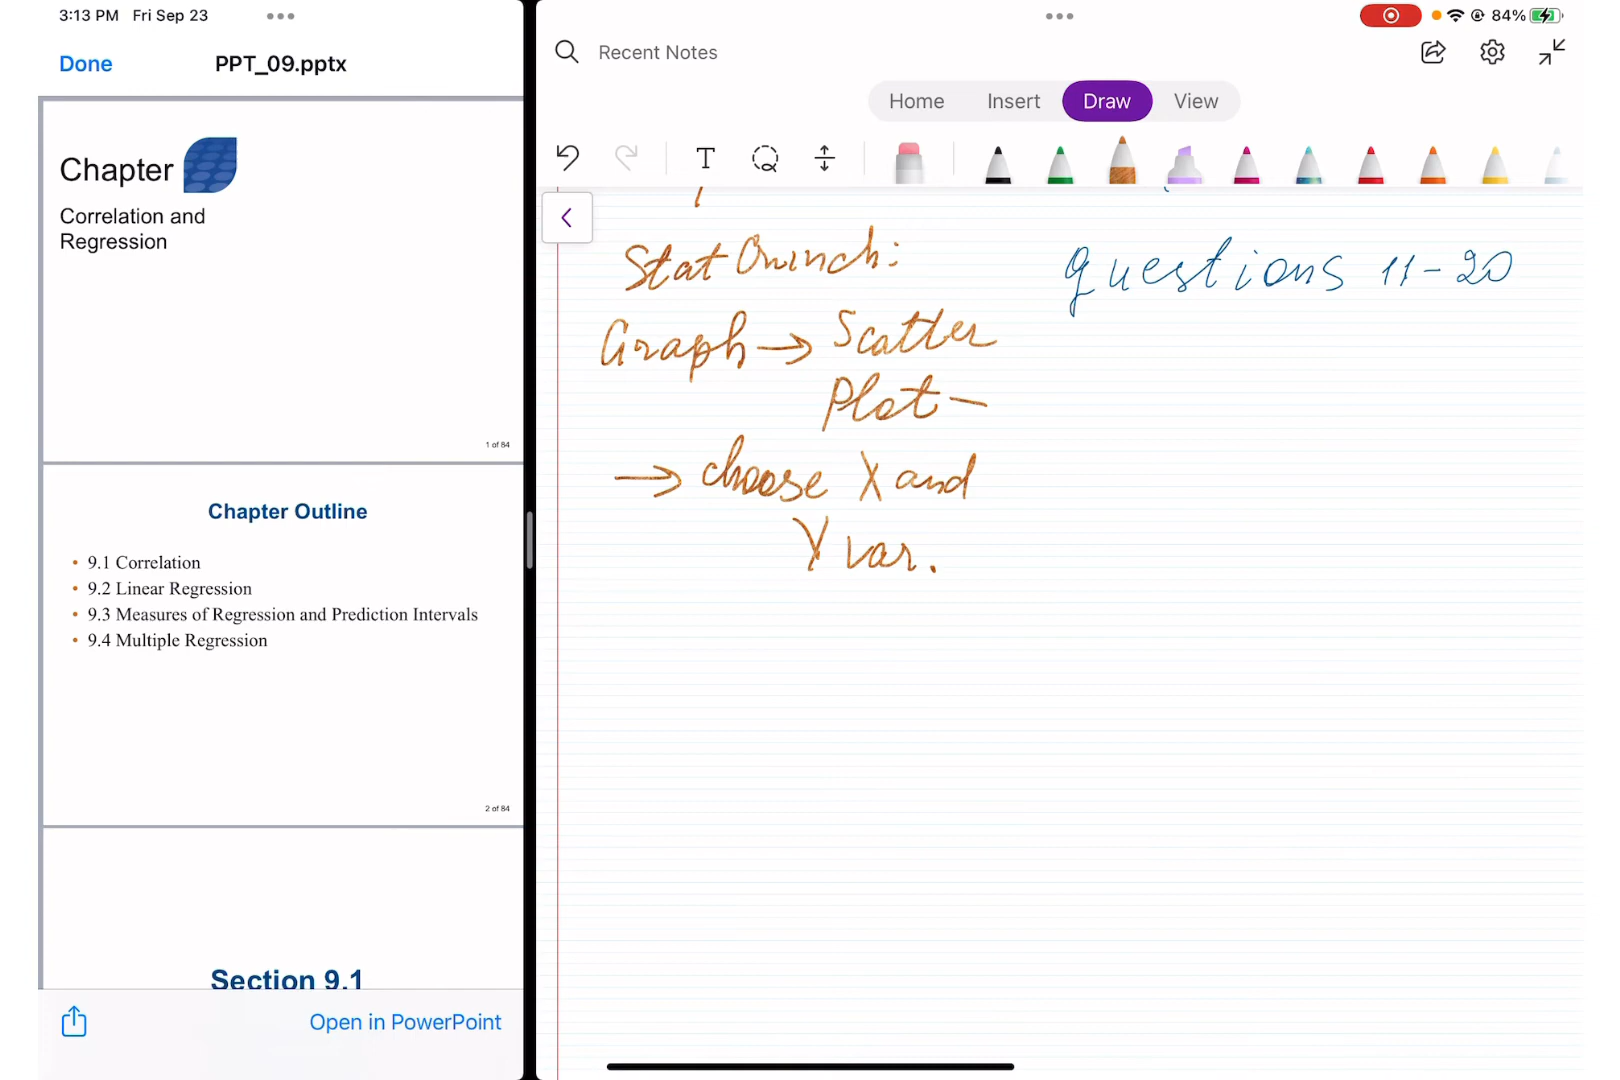 3:13 PM Fri Sep 23
84%
Done
PPT_09.pptx
Chapter
Correlation and
Regression
1 of 84
Chapter Outline
• 9.1 Correlation
• 9.2 Linear Regression
• 9.3 Measures of Regression and Prediction Intervals
• 9.4 Multiple Regression
2 of 84
Section 9.1
Open in PowerPoint
Recent Notes
Home Insert Draw View
T
Stat Crunch:
Graph → Scatter
Plot –
→ choose X and
Y var.
questions 11-20